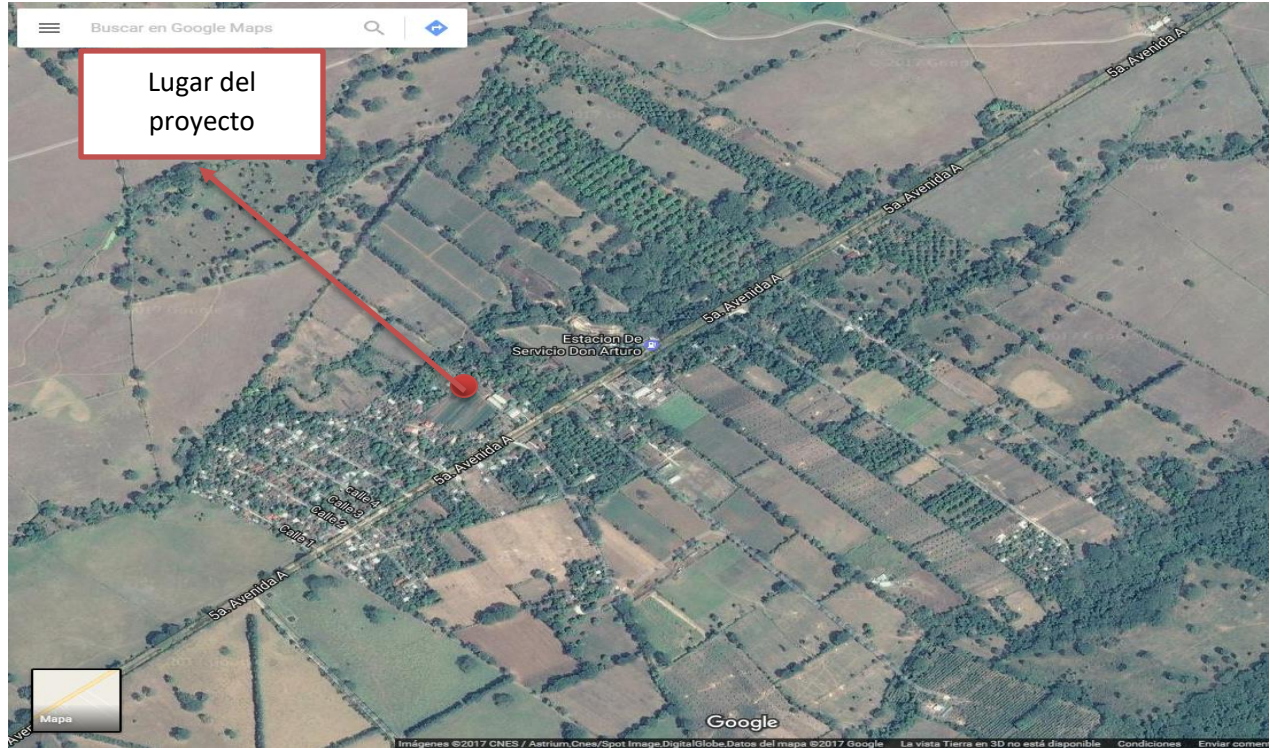 Buscar en Google Maps
Lugar del
proyecto
5a. Avenida A
5a. Avenida A
5a. Avenida A
Estacion De
Servicio Don Arturo
5a. Avenida A
Calle 4
Calle 3
Calle 2
Calle 1
5a. Avenida A
Mapa
Google
Imágenes ©2017 CNES / Astrium,Cnes/Spot Image,DigitalGlobe,Datos del mapa ©2017 Google La vista Tierra en 3D no está disponible Condiciones Enviar comen